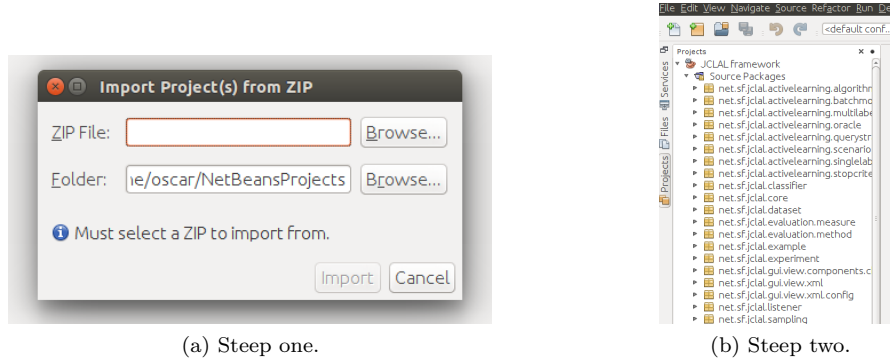 Import Project(s) from ZIP
ZIP File:
Browse...
Folder:
ne/oscar/NetBeansProjects
Browse...
Must select a ZIP to import from.
Import
Cancel
(a) Steep one.
File Edit View Navigate Source Refactor Run De
<default conf...
Projects
Services
Files
Projects
JCLAL framework
Source Packages
net.sf.jclal.activelearning.algorithm
net.sf.jclal.activelearning.batchmo
net.sf.jclal.activelearning.multilabe
net.sf.jclal.activelearning.oracle
net.sf.jclal.activelearning.querystr
net.sf.jclal.activelearning.scenario
net.sf.jclal.activelearning.singlelab
net.sf.jclal.activelearning.stopcrite
net.sf.jclal.classifier
net.sf.jclal.core
net.sf.jclal.dataset
net.sf.jclal.evaluation.measure
net.sf.jclal.evaluation.method
net.sf.jclal.example
net.sf.jclal.experiment
net.sf.jclal.gui.view.components.c
net.sf.jclal.gui.view.xml
net.sf.jclal.gui.view.xml.config
net.sf.jclal.listener
net.sf.jclal.sampling
(b) Steep two.